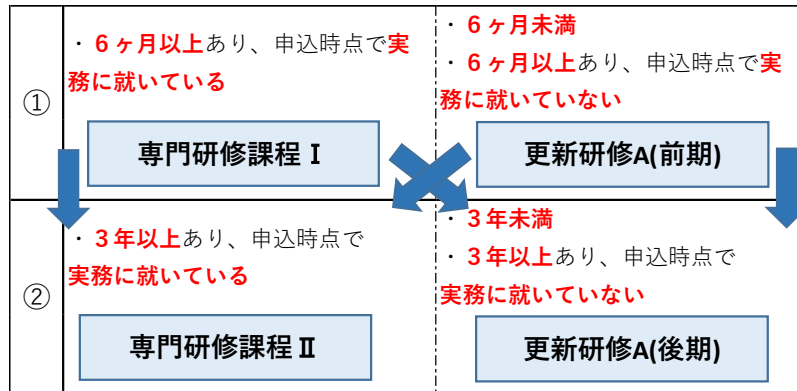 ①
・６ヶ月以上あり、申込時点で実
務に就いている
専門研修課程Ⅰ
・６ヶ月未満
・６ヶ月以上あり、申込時点で実
務に就いていない
更新研修A(前期)
②
・３年以上あり、申込時点で
実務に就いている
専門研修課程Ⅱ
・３年未満
・３年以上あり、申込時点で
実務に就いていない
更新研修A(後期)